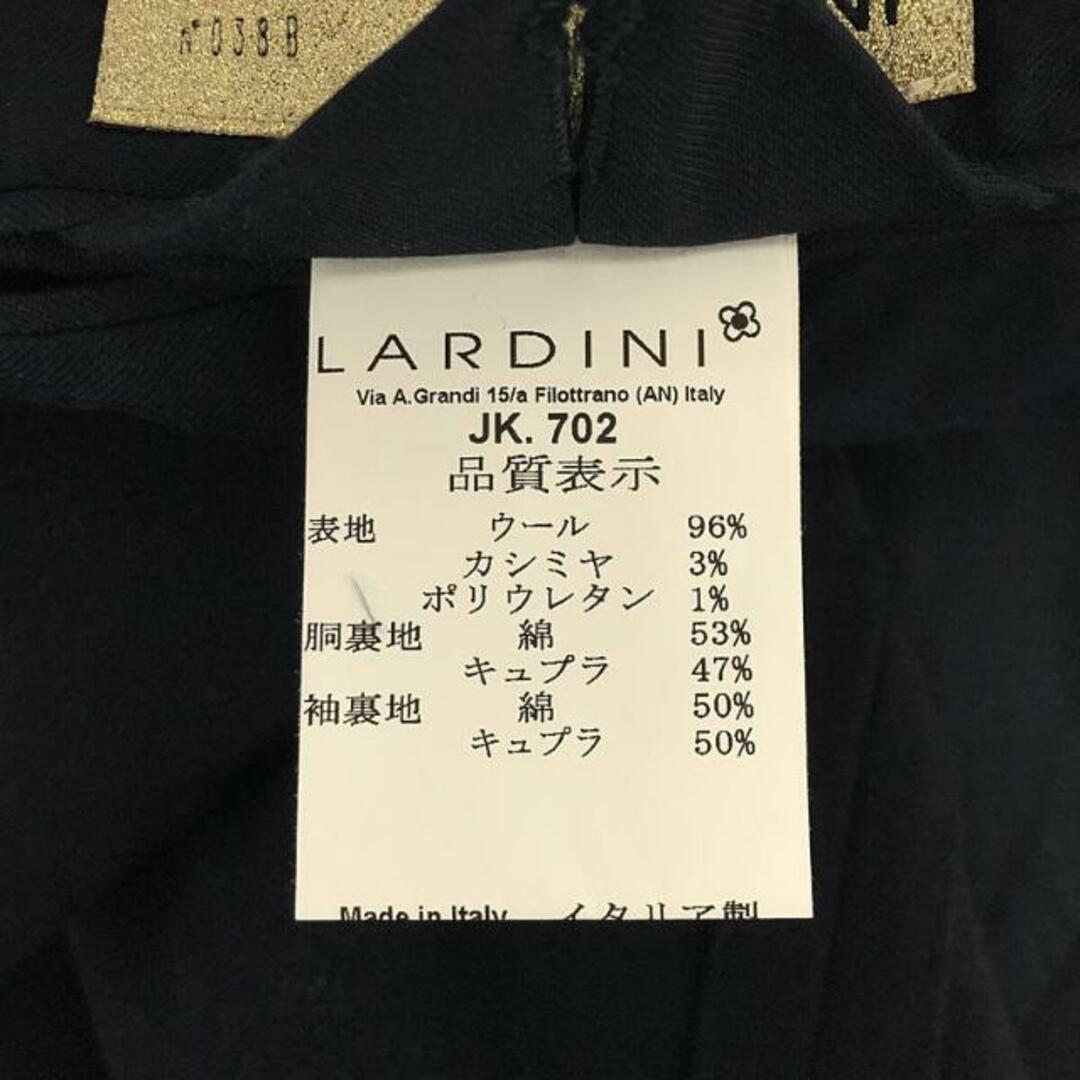 n°038B
LARDINI
Via A.Grandi 15/a Filottrano (AN) Italy
JK. 702
品質表示
表地 ウール 96%
カシミヤ 3%
ポリウレタン 1%
胴裏地 綿 53%
キュプラ 47%
袖裏地 綿 50%
キュプラ 50%
Made in Italy イタリア製